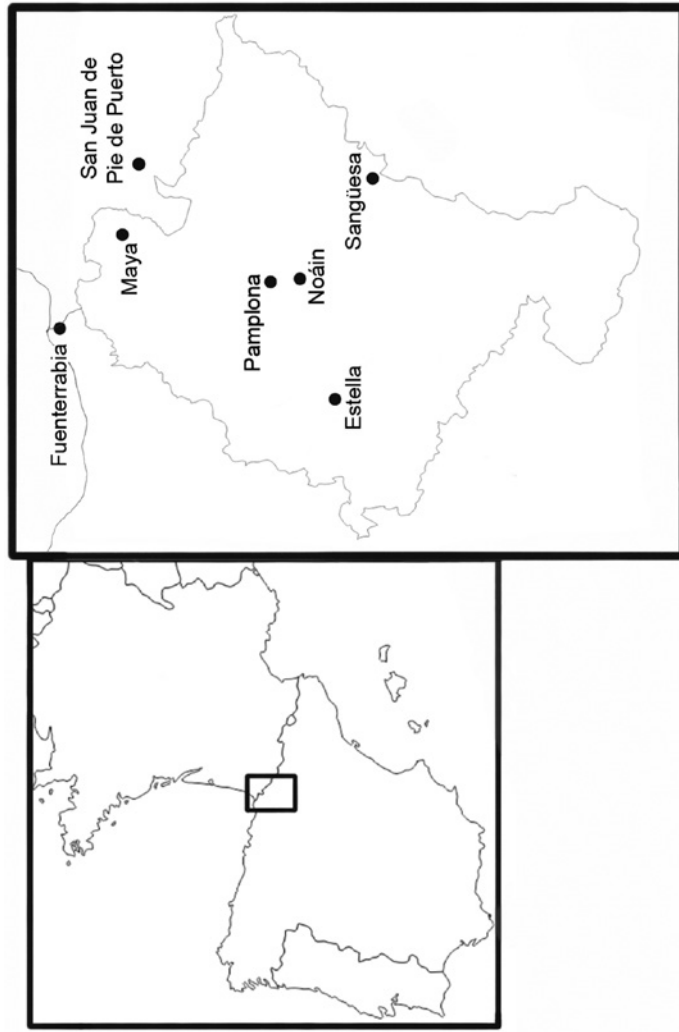 Fuenterrabia
Maya
San Juan de
Pie de Puerto
Pamplona
Noáin
Sangüesa
Estella